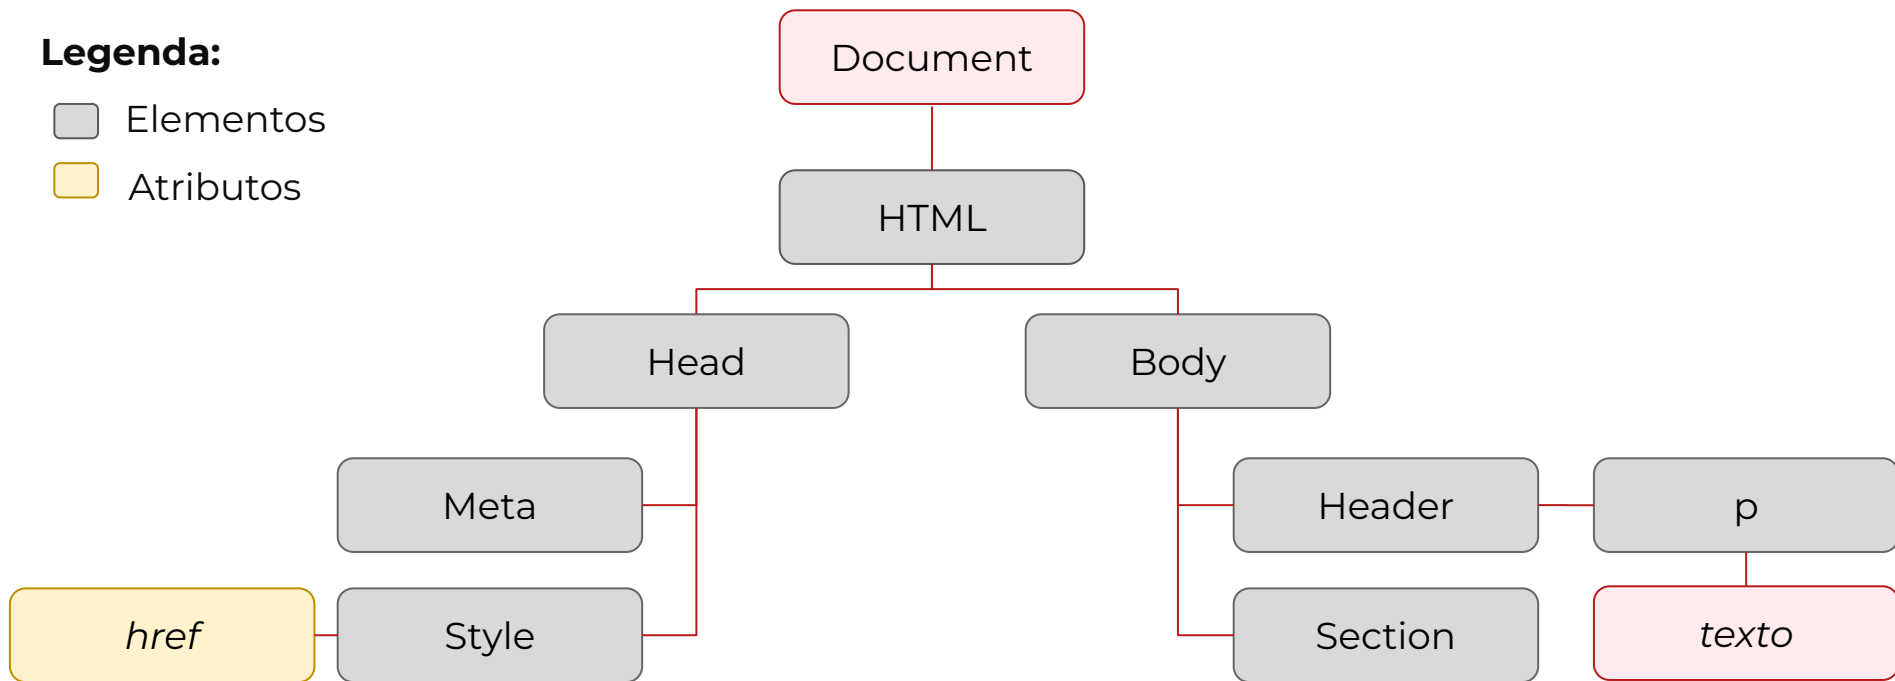 Legenda:
Elementos
Atributos
Document
HTML
Head
Body
Meta
Header
p
href
Style
Section
texto